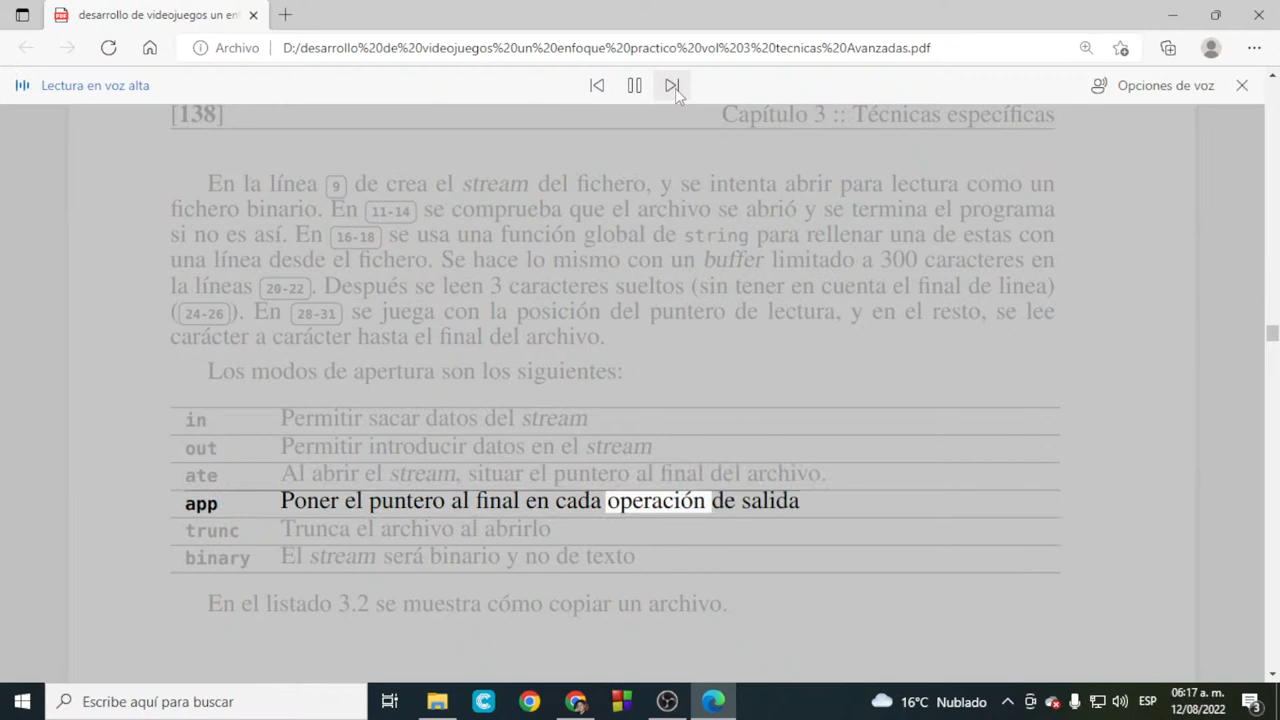 desarrollo de videojuegos un en
Archivo
D:/desarrollo%20de%20videojuegos%20un%20enfoque%20practico%20vol%203%20tecnicas%20Avanzadas.pdf
Lectura en voz alta
Opciones de voz
[138] Capítulo 3 :: Técnicas específicas
En la línea 9 de crea el stream del fichero, y se intenta abrir para lectura como un
fichero binario. En 11-14 se comprueba que el archivo se abrió y se termina el programa
si no es así. En 16-18 se usa una función global de string para rellenar una de estas con
una línea desde el fichero. Se hace lo mismo con un buffer limitado a 300 caracteres en
la líneas 20-22. Después se leen 3 caracteres sueltos (sin tener en cuenta el final de linea)
(24-26). En 28-31 se juega con la posición del puntero de lectura, y en el resto, se lee
carácter a carácter hasta el final del archivo.
Los modos de apertura son los siguientes:
in Permitir sacar datos del stream
out Permitir introducir datos en el stream
ate Al abrir el stream, situar el puntero al final del archivo.
app Poner el puntero al final en cada operación de salida
trunc Trunca el archivo al abrirlo
binary El stream será binario y no de texto
En el listado 3.2 se muestra cómo copiar un archivo.
Escribe aquí para buscar
16°C Nublado
ESP
06:17 a. m.
12/08/2022
3